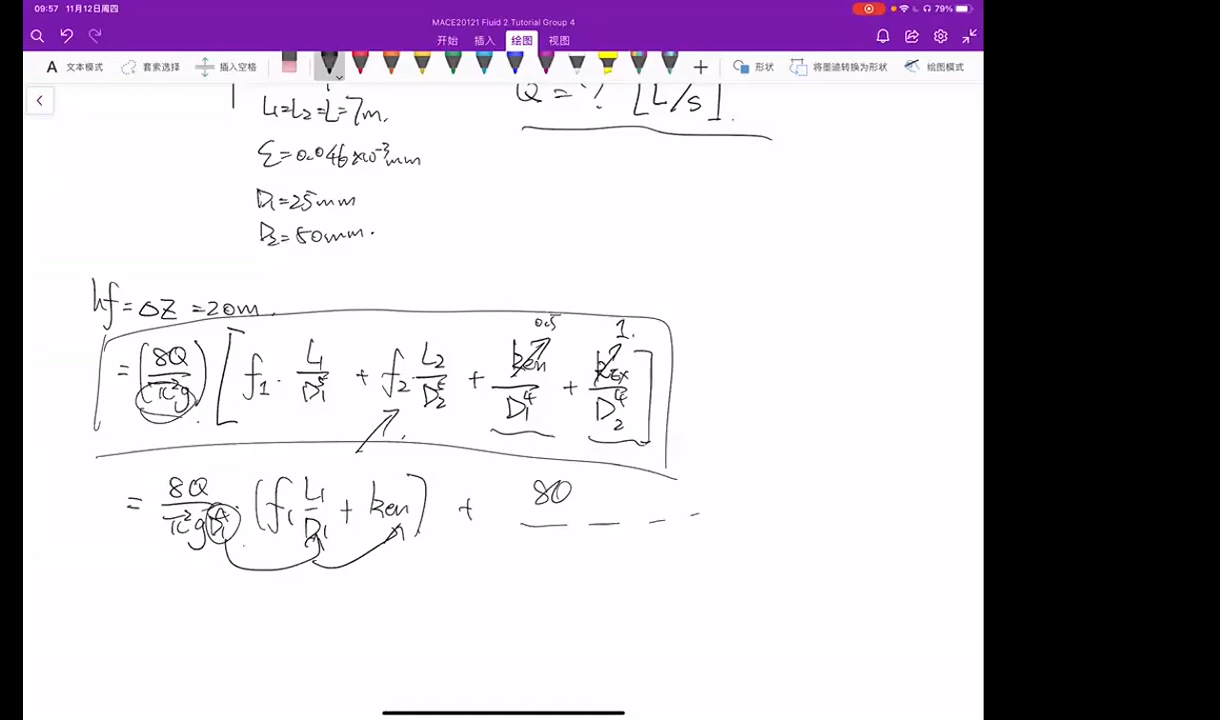 09:57 11月12日周四
79%
MACE20121 Fluid 2 Tutorial Group 4
开始 插入 绘图 视图
文本模式 套索选择 插入空格 形状 将墨迹转换为形状 绘图模式
Q = ? [L/s].
L₁=L₂=L=7m.
ε=0.046×10⁻³mm
D₁=25mm
D₂=50mm.
hf = ΔZ = 20m.
0.5 1.
= (8Q/π²g) [f₁ · L₁/D₁⁵ + f₂ · L₂/D₂⁵ + ken/D₁⁴ + kex/D₂⁴]
= 8Q/π²gD₁⁴ · (f₁ L₁/D₁ + ken) + 8Q